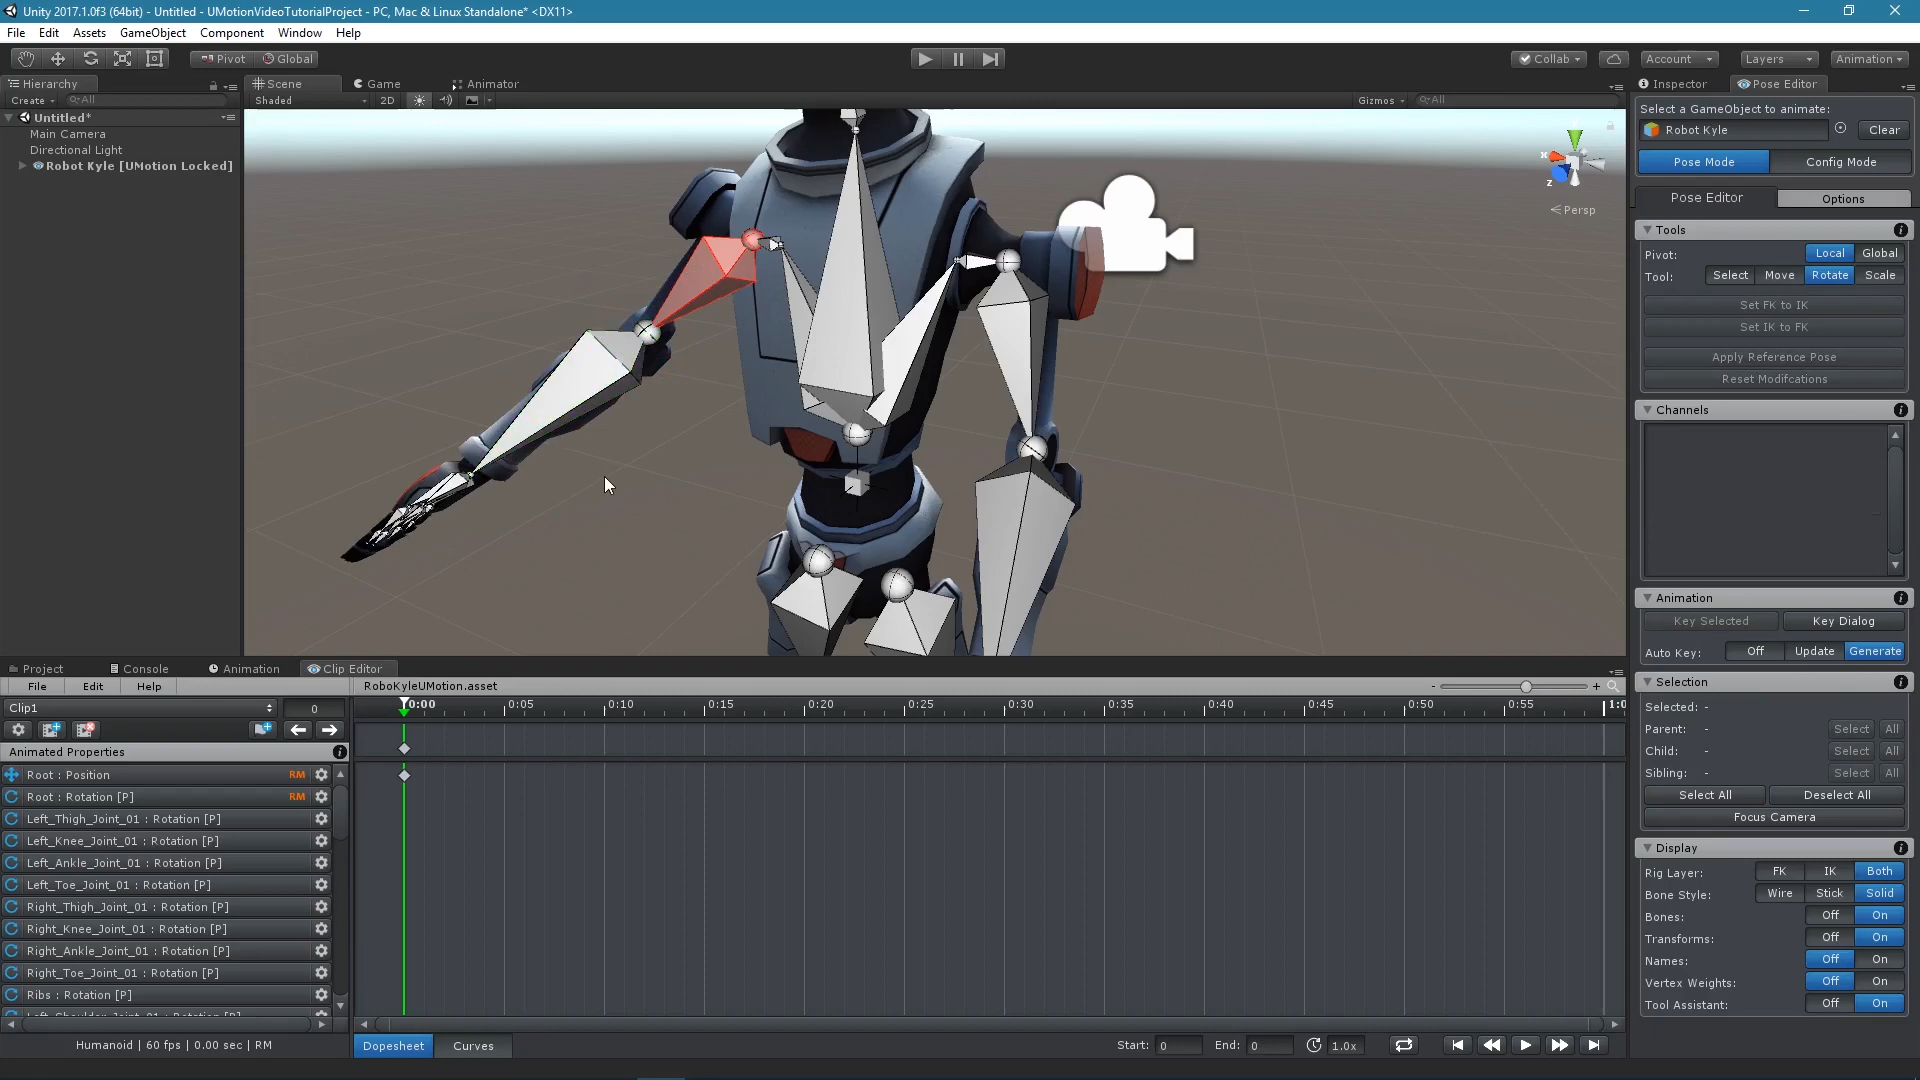 Unity 2017.1.0f3 (64bit) - Untitled - UMotionVideoTutorialProject - PC, Mac & Linux Standalone* <DX11>
File Edit Assets GameObject Component Window Help
Pivot Global Collab Account Layers Animation
Hierarchy Scene Game Animator Inspector Pose Editor
Create All Shaded 2D Gizmos All
Untitled*
Main Camera
Directional Light
Robot Kyle [UMotion Locked]
x
z
Persp
Select a GameObject to animate:
Robot Kyle Clear
Pose Mode Config Mode
Pose Editor Options
Tools
Pivot: Local Global
Tool: Select Move Rotate Scale
Set FK to IK
Set IK to FK
Apply Reference Pose
Reset Modifcations
Channels
Animation
Key Selected Key Dialog
Auto Key: Off Update Generate
Selection
Selected: -
Parent: - Select All
Child: - Select All
Sibling: - Select All
Select All Deselect All
Focus Camera
Display
Rig Layer: FK IK Both
Bone Style: Wire Stick Solid
Bones: Off On
Transforms: Off On
Names: Off On
Vertex Weights: Off On
Tool Assistant: Off On
Project Console Animation Clip Editor
File Edit Help RoboKyleUMotion.asset - +
Clip1 0
0:00 0:05 0:10 0:15 0:20 0:25 0:30 0:35 0:40 0:45 0:50 0:55 1:0
Animated Properties
Root : Position RM
Root : Rotation [P] RM
Left_Thigh_Joint_01 : Rotation [P]
Left_Knee_Joint_01 : Rotation [P]
Left_Ankle_Joint_01 : Rotation [P]
Left_Toe_Joint_01 : Rotation [P]
Right_Thigh_Joint_01 : Rotation [P]
Right_Knee_Joint_01 : Rotation [P]
Right_Ankle_Joint_01 : Rotation [P]
Right_Toe_Joint_01 : Rotation [P]
Ribs : Rotation [P]
Left_Shoulder_Joint_01 : Rotation [P]
Humanoid | 60 fps | 0.00 sec | RM
Dopesheet Curves Start: 0 End: 0 1.0x